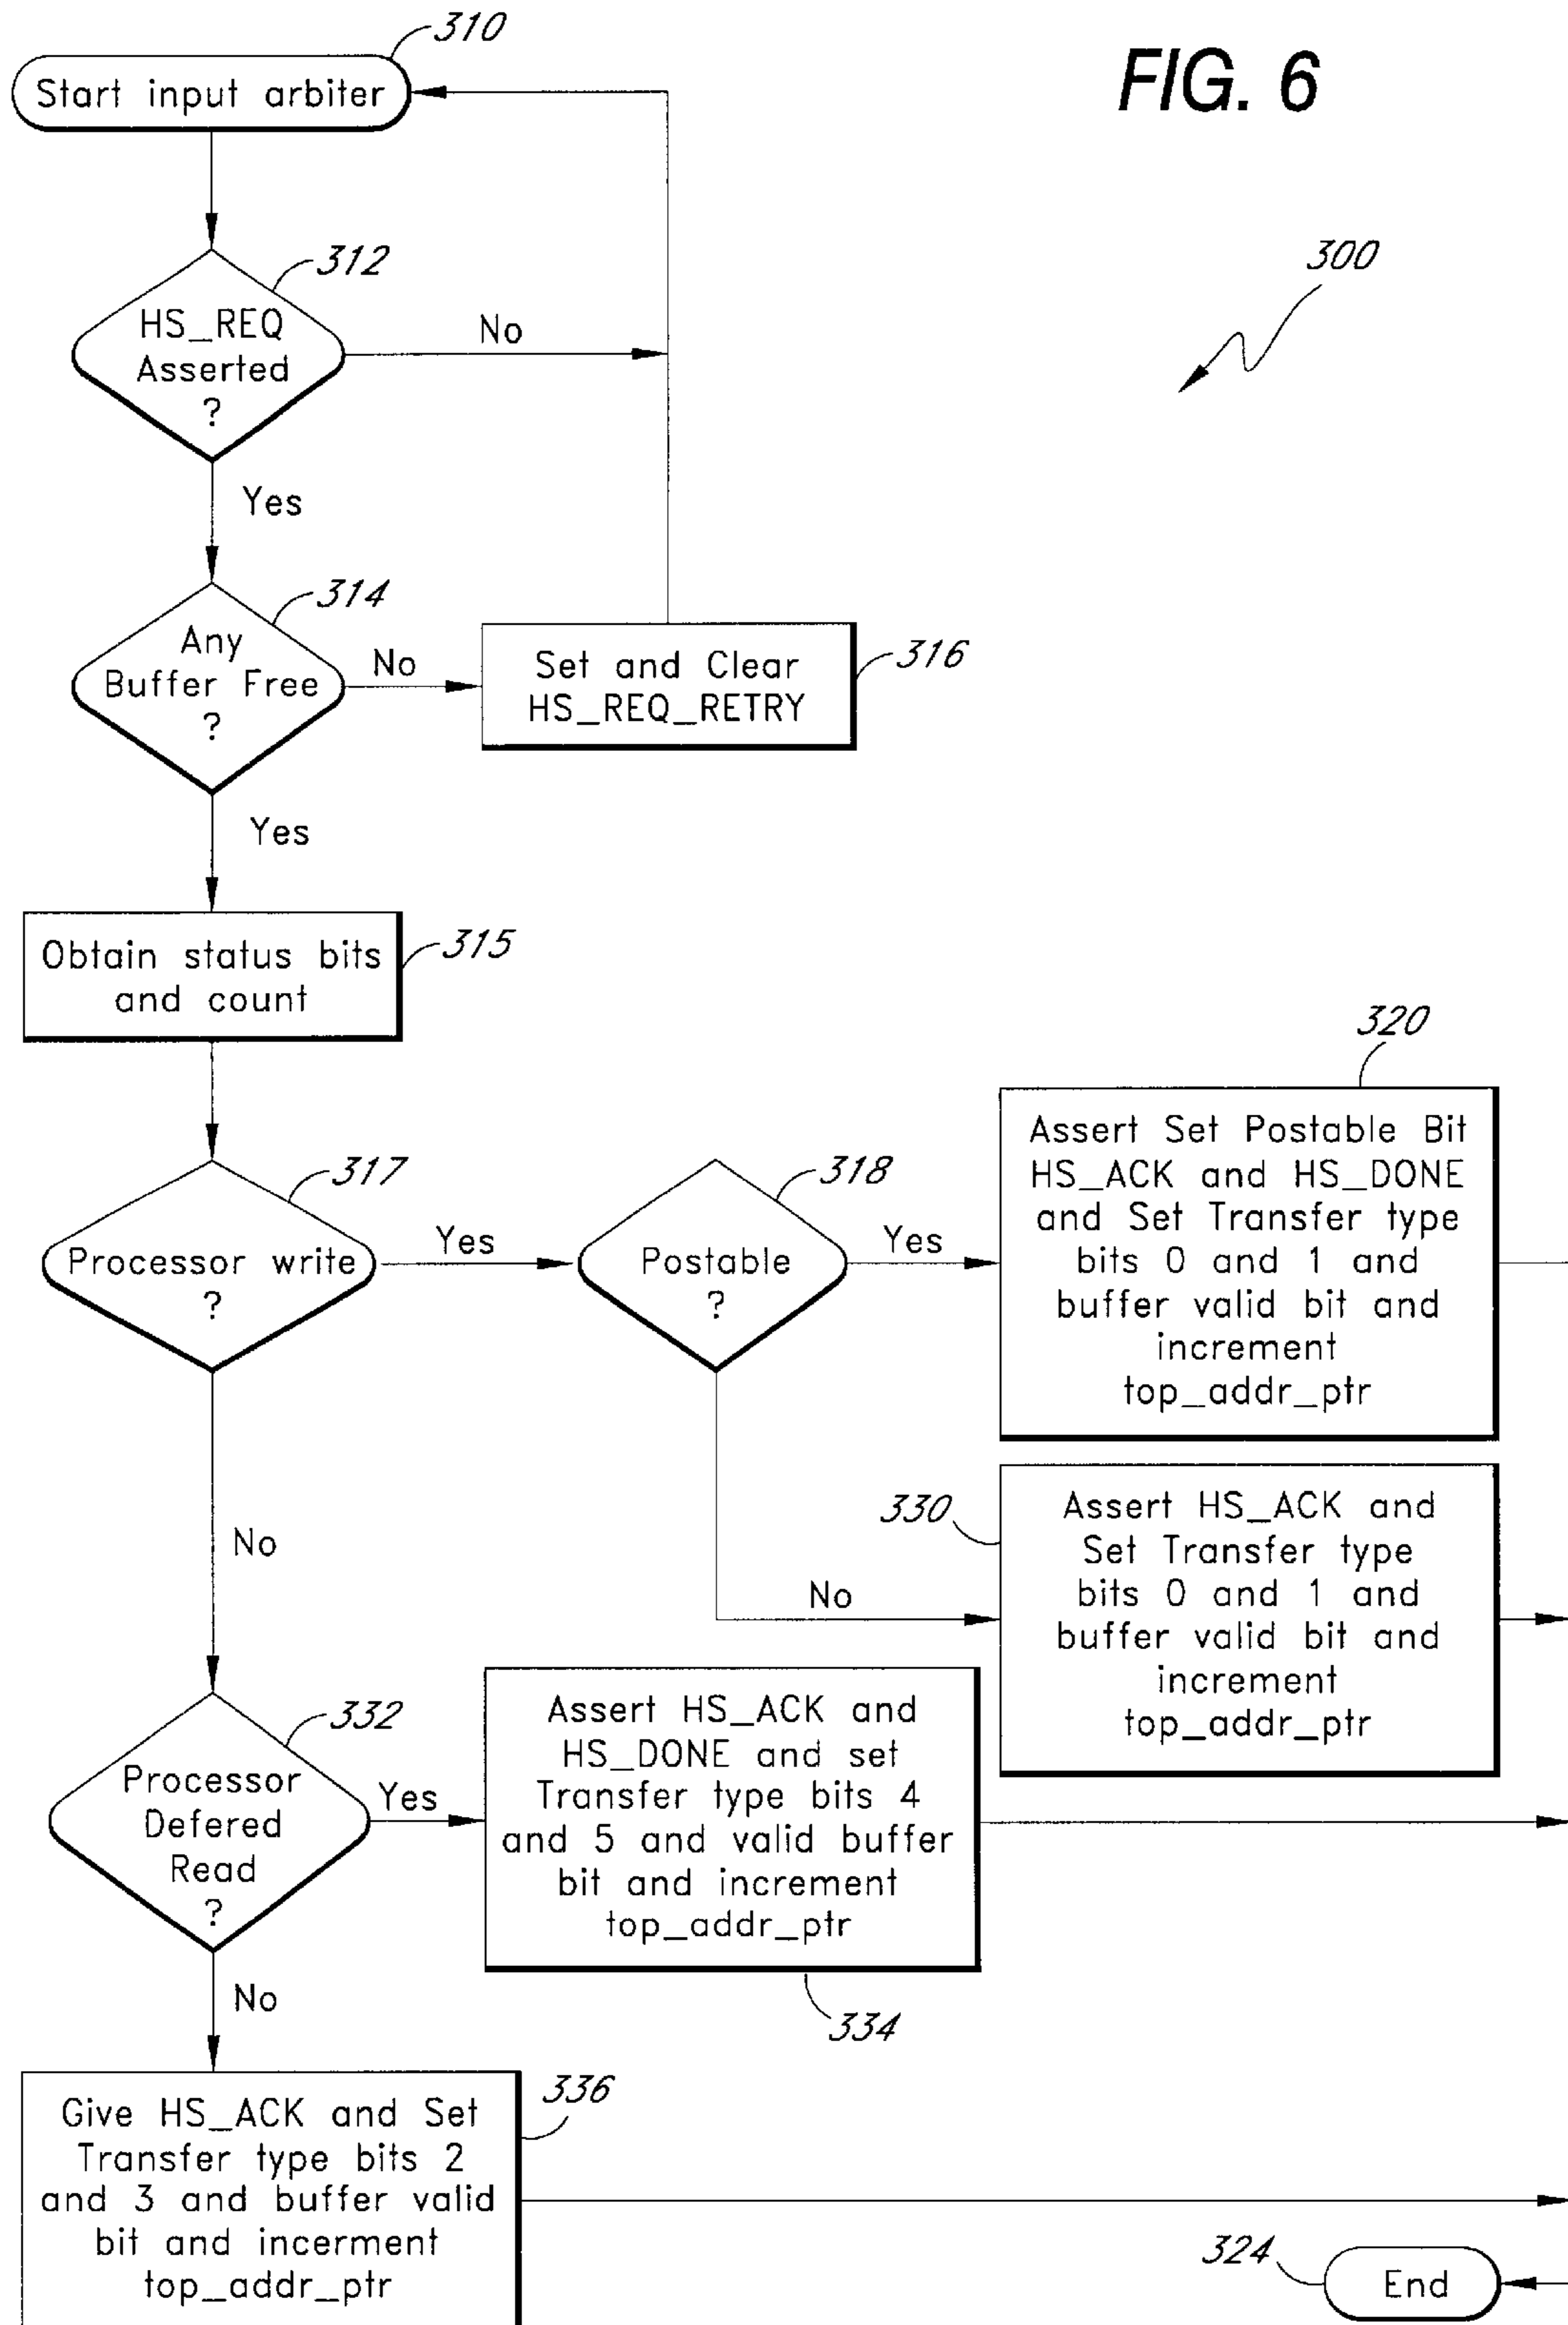 FIG. 6
310
Start input arbiter
300
312
HS_REQ
Asserted
?
No
Yes
314
Any
Buffer Free
?
No
Set and Clear
HS_REQ_RETRY
316
Yes
Obtain status bits
and count
315
317
Processor write
?
Yes
318
Postable
?
Yes
320
Assert Set Postable Bit
HS_ACK and HS_DONE
and Set Transfer type
bits 0 and 1 and
buffer valid bit and
increment
top_addr_ptr
No
No
330
Assert HS_ACK and
Set Transfer type
bits 0 and 1 and
buffer valid bit and
increment
top_addr_ptr
332
Processor
Defered
Read
?
Yes
Assert HS_ACK and
HS_DONE and set
Transfer type bits 4
and 5 and valid buffer
bit and increment
top_addr_ptr
334
No
Give HS_ACK and Set
Transfer type bits 2
and 3 and buffer valid
bit and incerment
top_addr_ptr
336
324
End